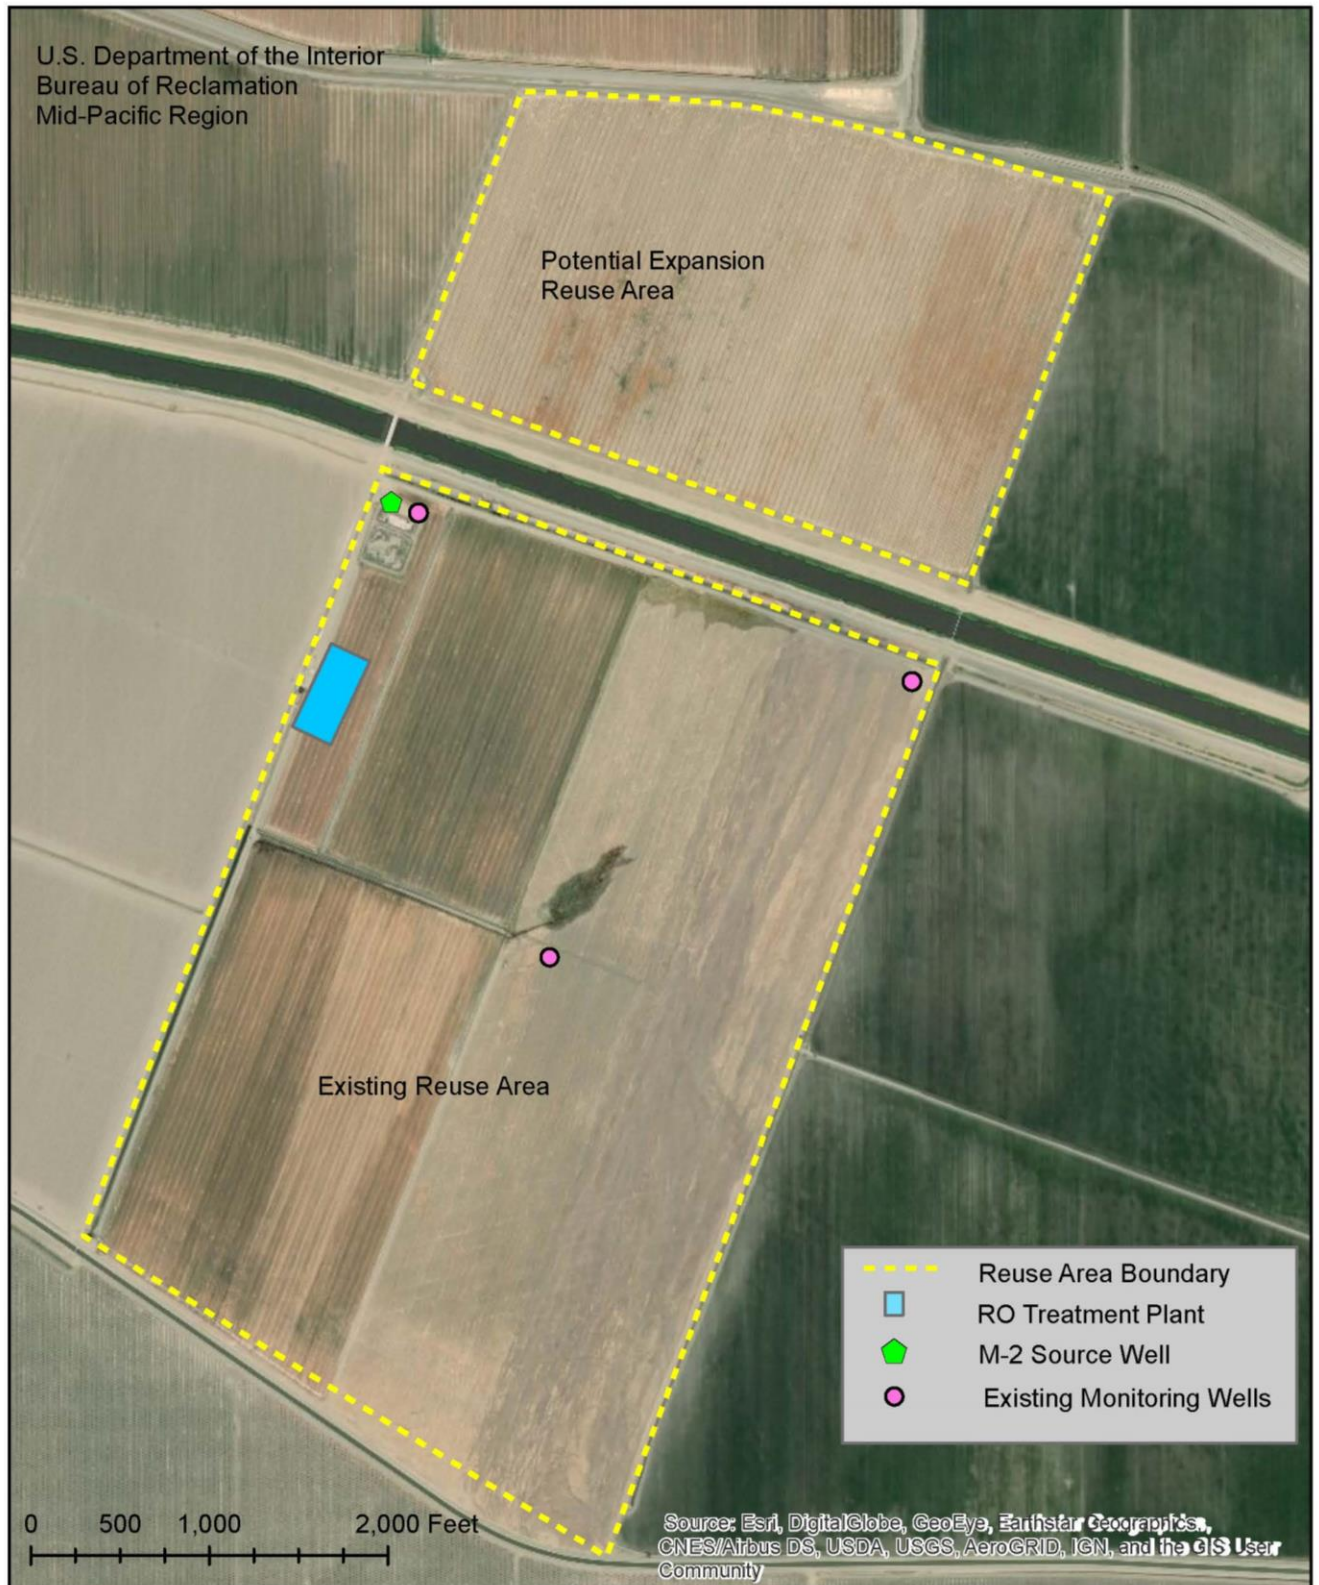 U.S. Department of the Interior
Bureau of Reclamation
Mid-Pacific Region
Potential Expansion
Reuse Area
Existing Reuse Area
Reuse Area Boundary
RO Treatment Plant
M-2 Source Well
Existing Monitoring Wells
0 500 1,000 2,000 Feet
Source: Esri, DigitalGlobe, GeoEye, Earthstar Geographics,
CNES/Airbus DS, USDA, USGS, AeroGRID, IGN, and the GIS User
Community